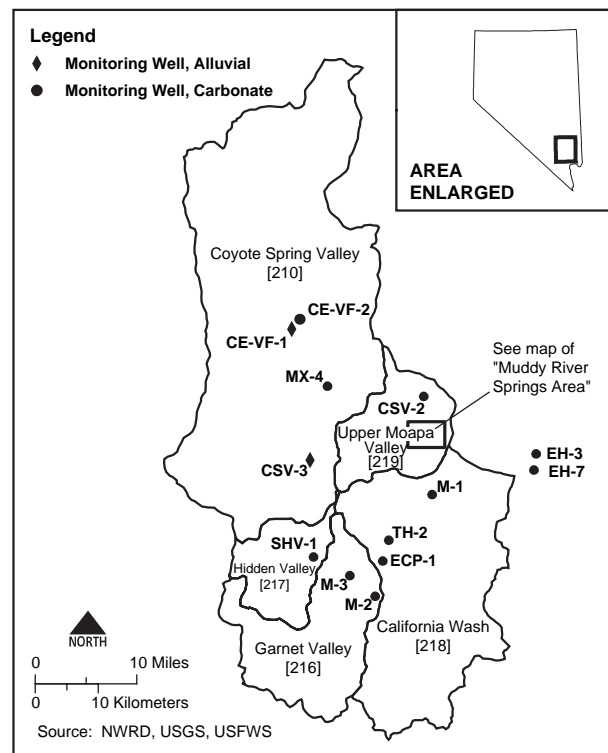 Legend
Monitoring Well, Alluvial
Monitoring Well, Carbonate
AREA
ENLARGED
Coyote Spring Valley
[210]
CE-VF-2
CE-VF-1
MX-4
See map of
"Muddy River
Springs Area"
CSV-2
Upper Moapa
Valley
[219]
CSV-3
EH-3
EH-7
M-1
TH-2
SHV-1
ECP-1
Hidden Valley
[217]
M-3
M-2
Garnet Valley
[216]
California Wash
[218]
NORTH
0 10 Miles
0 10 Kilometers
Source: NWRD, USGS, USFWS